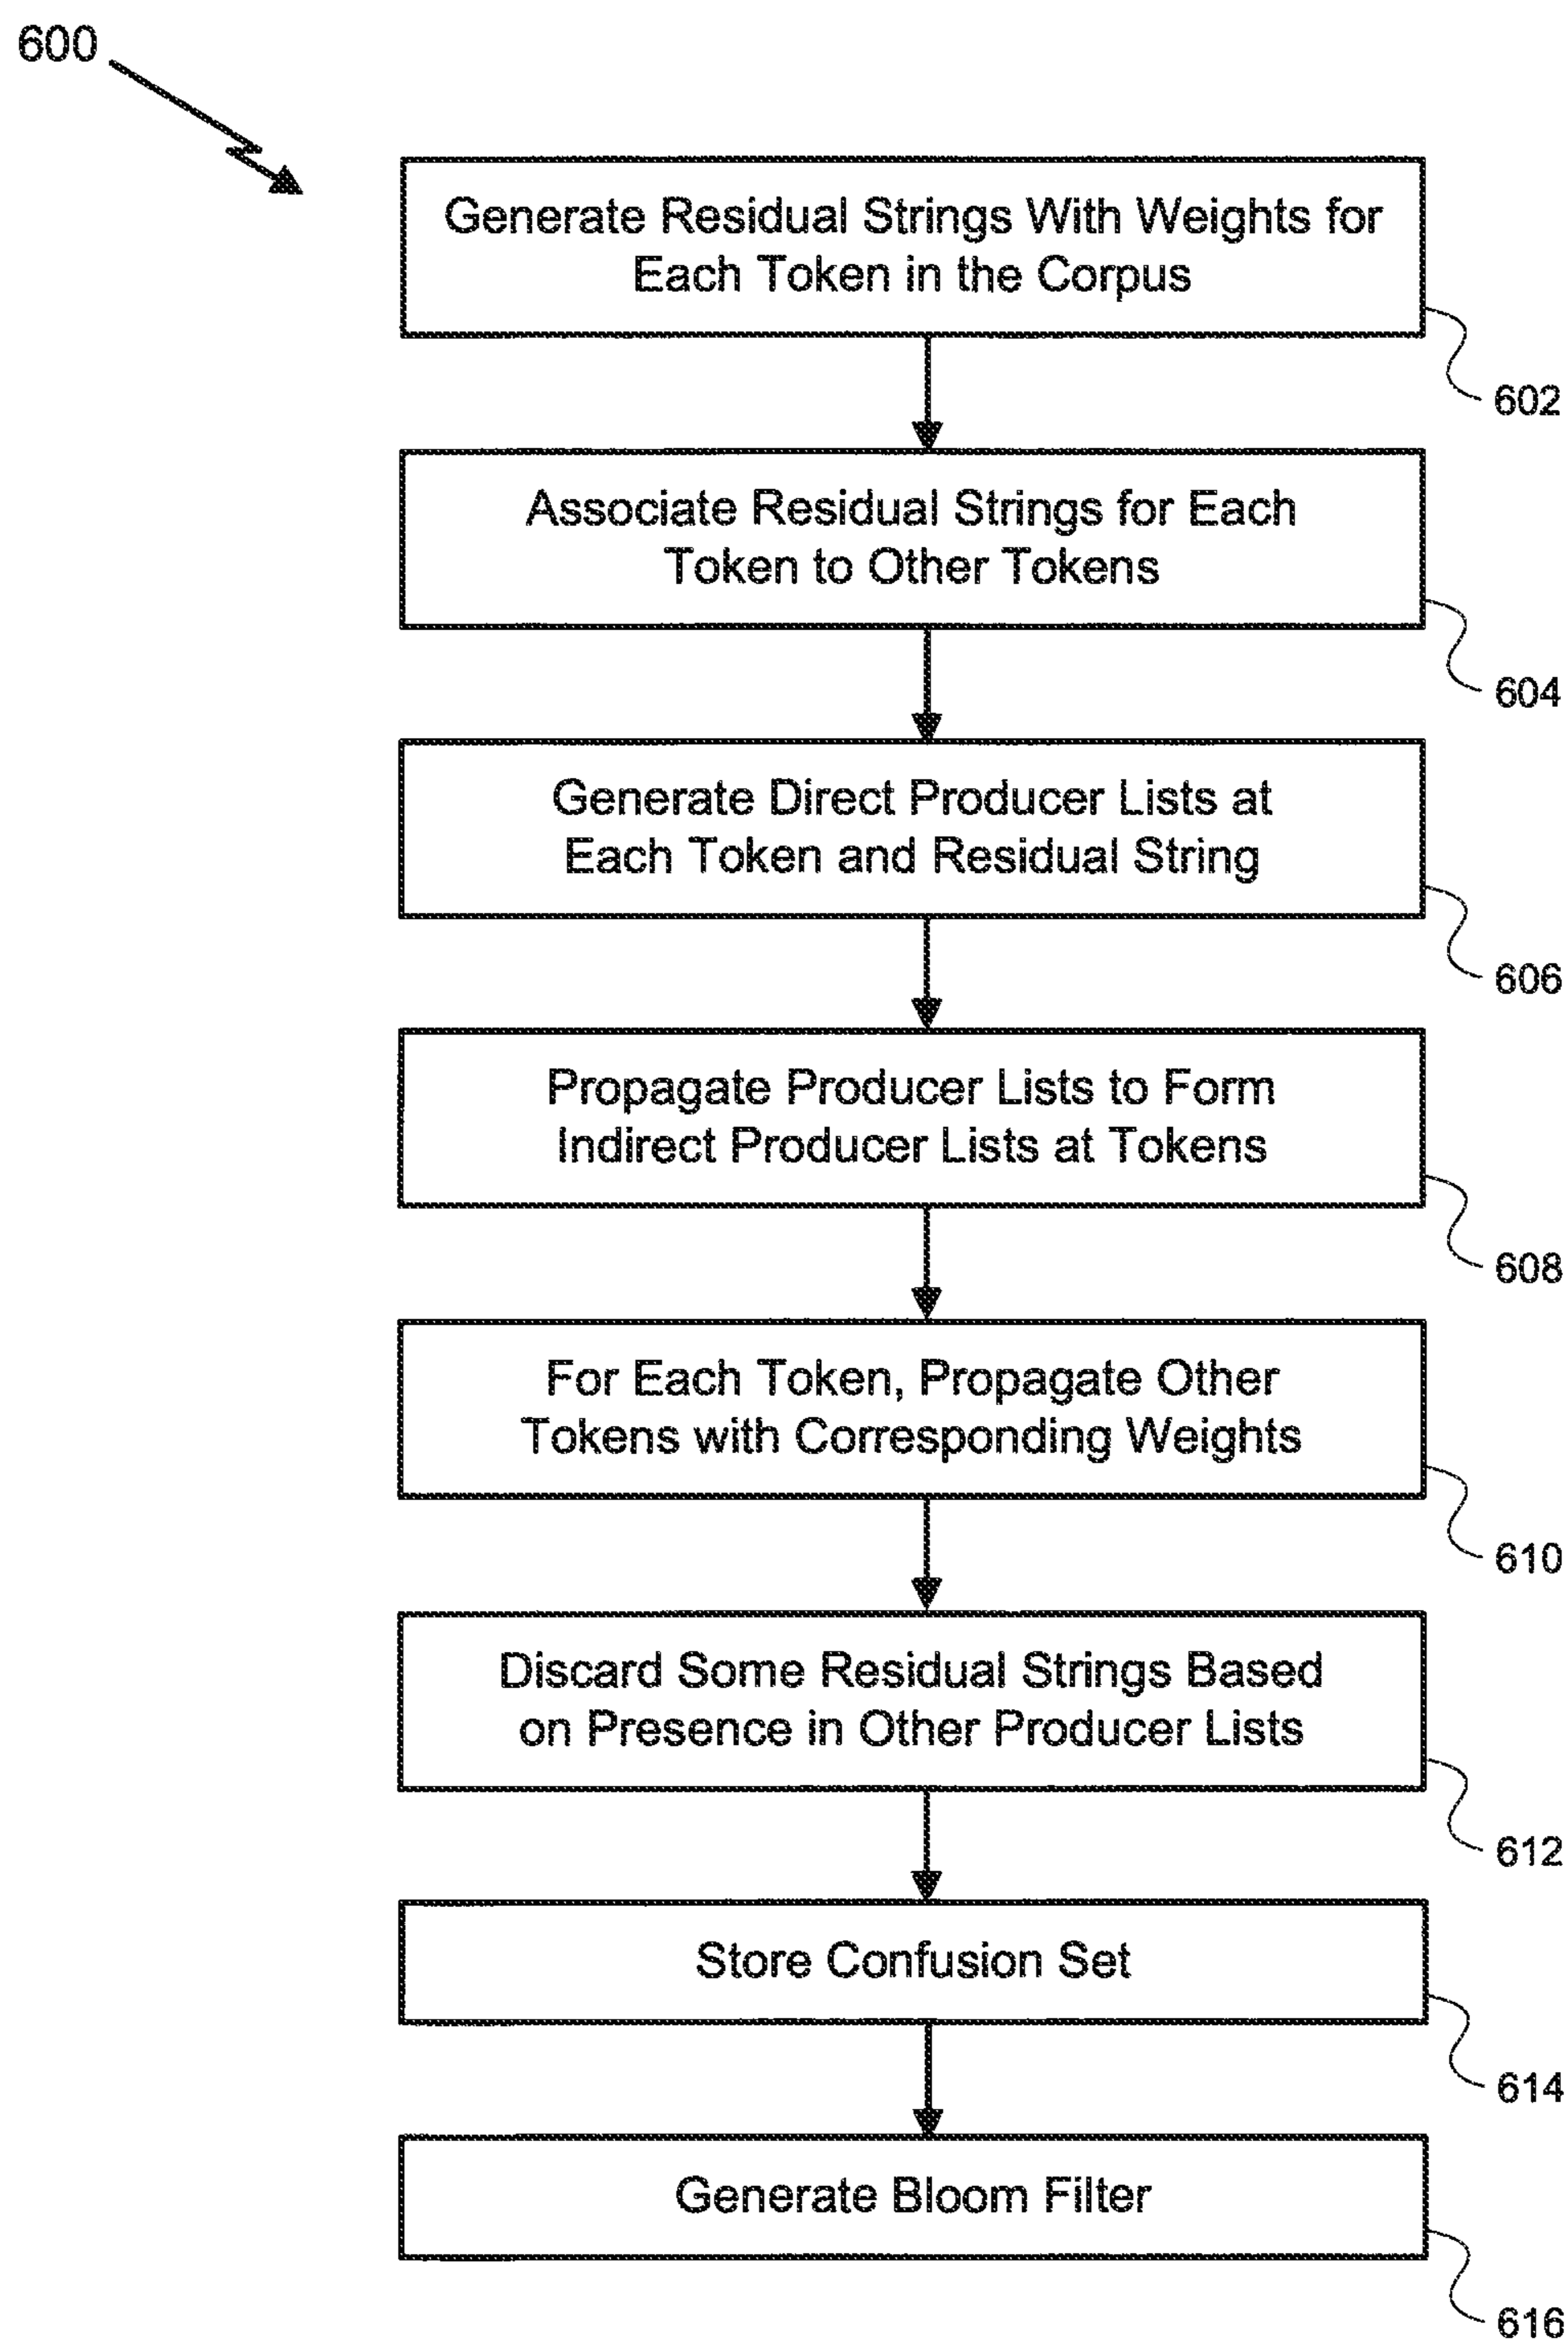 600
Generate Residual Strings With Weights for
Each Token in the Corpus
602
Associate Residual Strings for Each
Token to Other Tokens
604
Generate Direct Producer Lists at
Each Token and Residual String
606
Propagate Producer Lists to Form
Indirect Producer Lists at Tokens
608
For Each Token, Propagate Other
Tokens with Corresponding Weights
610
Discard Some Residual Strings Based
on Presence in Other Producer Lists
612
Store Confusion Set
614
Generate Bloom Filter
616